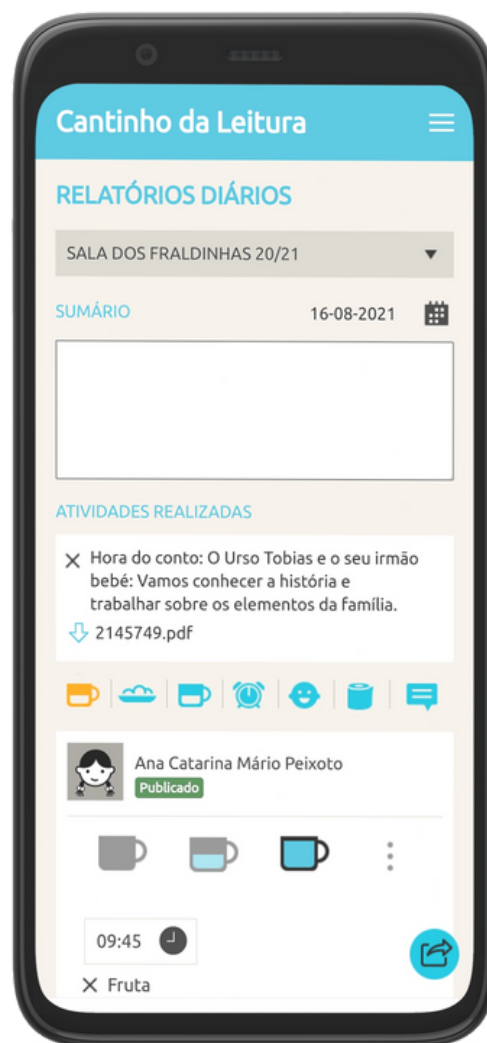 Cantinho da Leitura
RELATÓRIOS DIÁRIOS
SALA DOS FRALDINHAS 20/21
SUMÁRIO 16-08-2021
ATIVIDADES REALIZADAS
Hora do conto: O Urso Tobias e o seu irmão
bebé: Vamos conhecer a história e
trabalhar sobre os elementos da família.
2145749.pdf
Ana Catarina Mário Peixoto
Publicado
09:45
Fruta